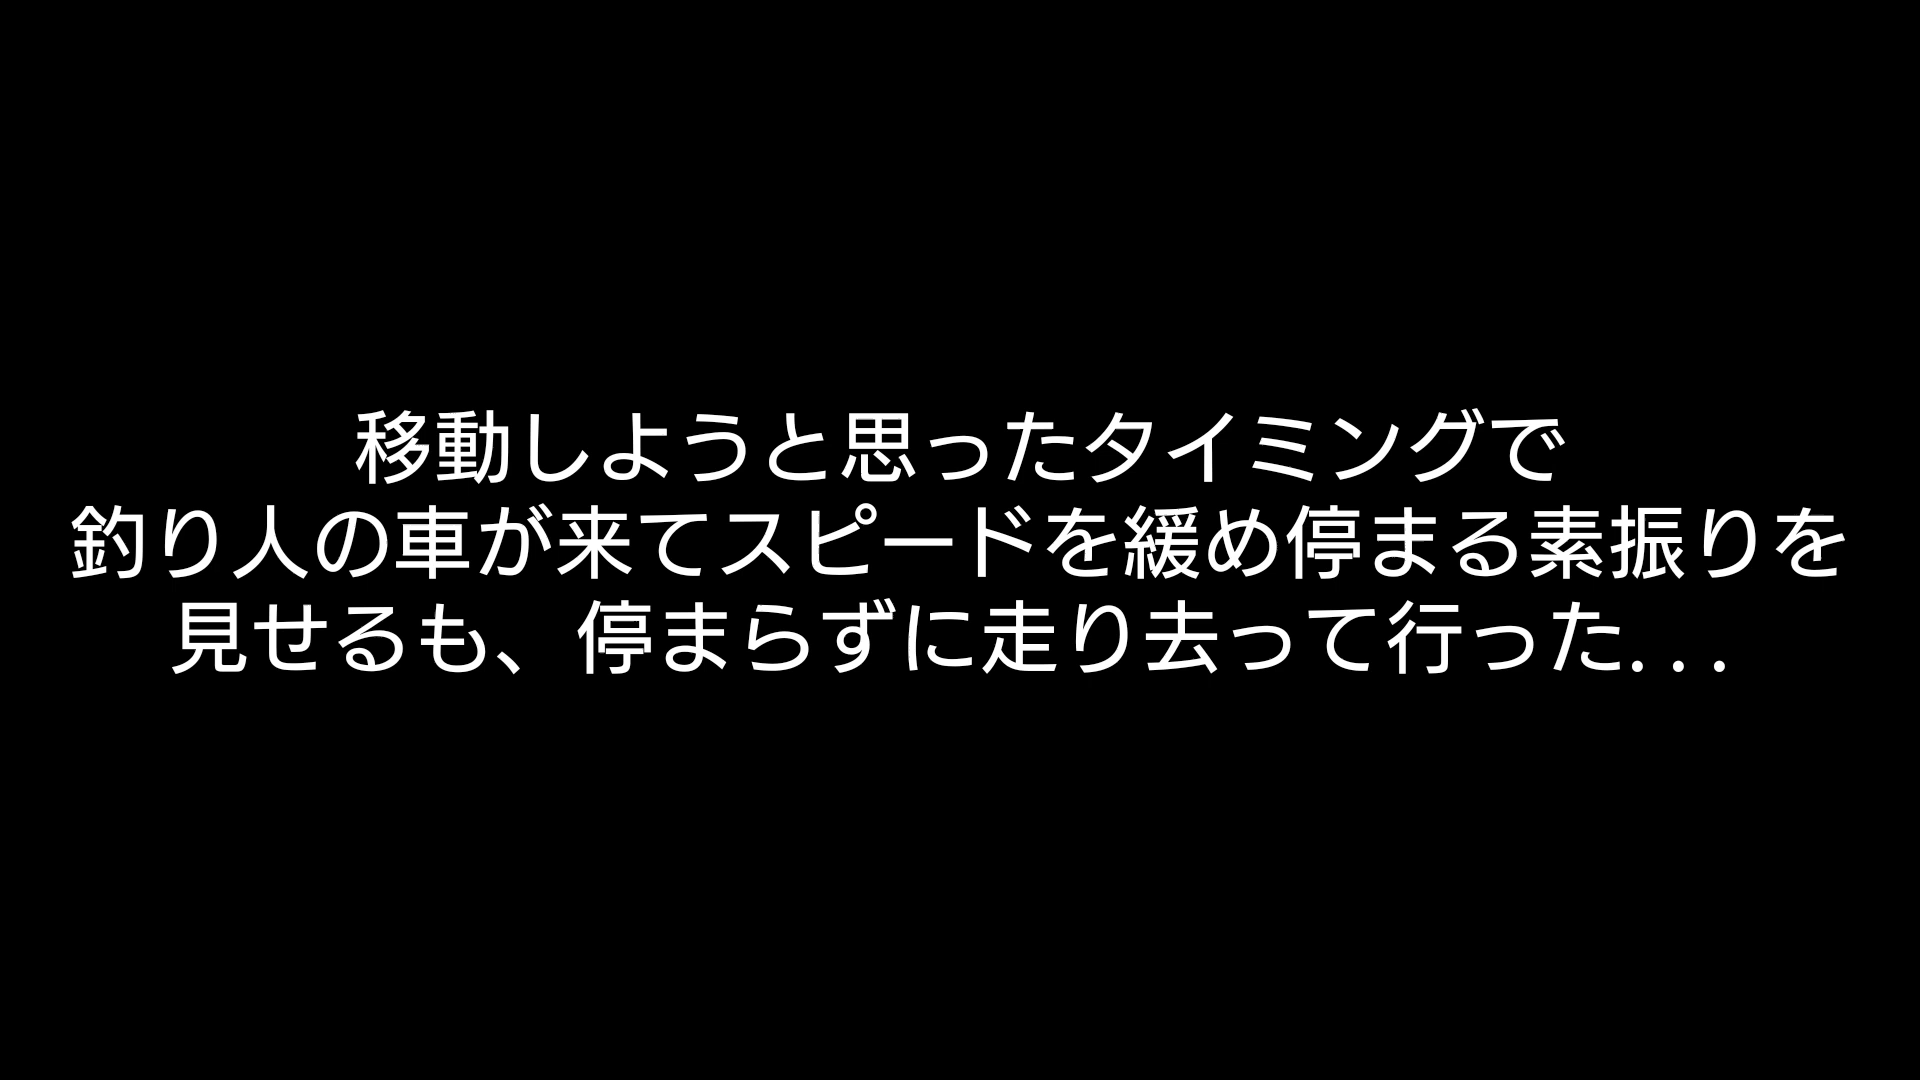 移動しようと思ったタイミングで
釣り人の車が来てスピードを緩め停まる素振りを
見せるも、停まらずに走り去って行った...